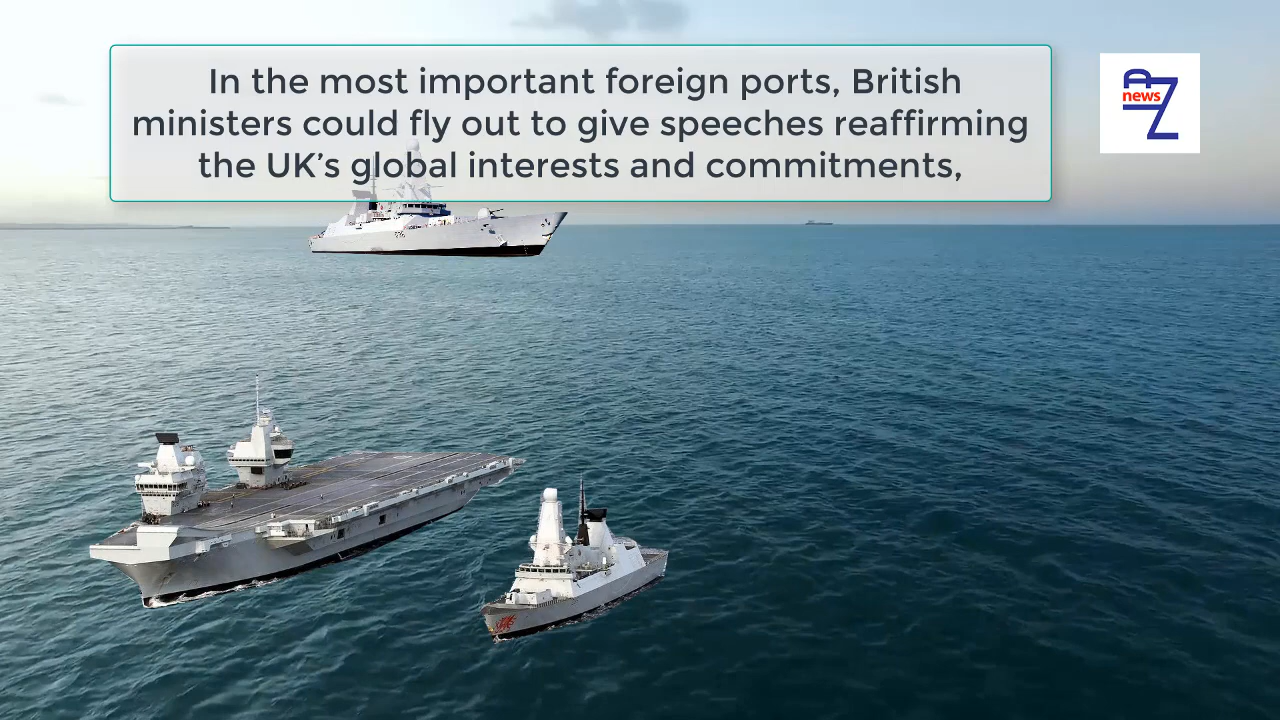 In the most important foreign ports, British
ministers could fly out to give speeches reaffirming
the UK’s global interests and commitments,
AZ
news